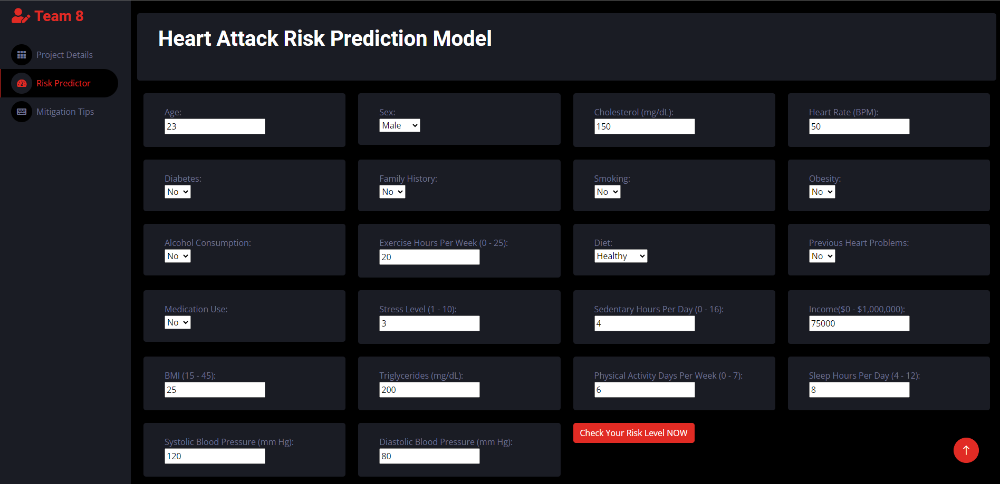 Team 8
Project Details
Risk Predictor
Mitigation Tips
Heart Attack Risk Prediction Model
Age:
23
Sex:
Male
Cholesterol (mg/dL):
150
Heart Rate (BPM):
50
Diabetes:
No
Family History:
No
Smoking:
No
Obesity:
No
Alcohol Consumption:
No
Exercise Hours Per Week (0 - 25):
20
Diet:
Healthy
Previous Heart Problems:
No
Medication Use:
No
Stress Level (1 - 10):
3
Sedentary Hours Per Day (0 - 16):
4
Income($0 - $1,000,000):
75000
BMI (15 - 45):
25
Triglycerides (mg/dL):
200
Physical Activity Days Per Week (0 - 7):
6
Sleep Hours Per Day (4 - 12):
8
Systolic Blood Pressure (mm Hg):
120
Diastolic Blood Pressure (mm Hg):
80
Check Your Risk Level NOW